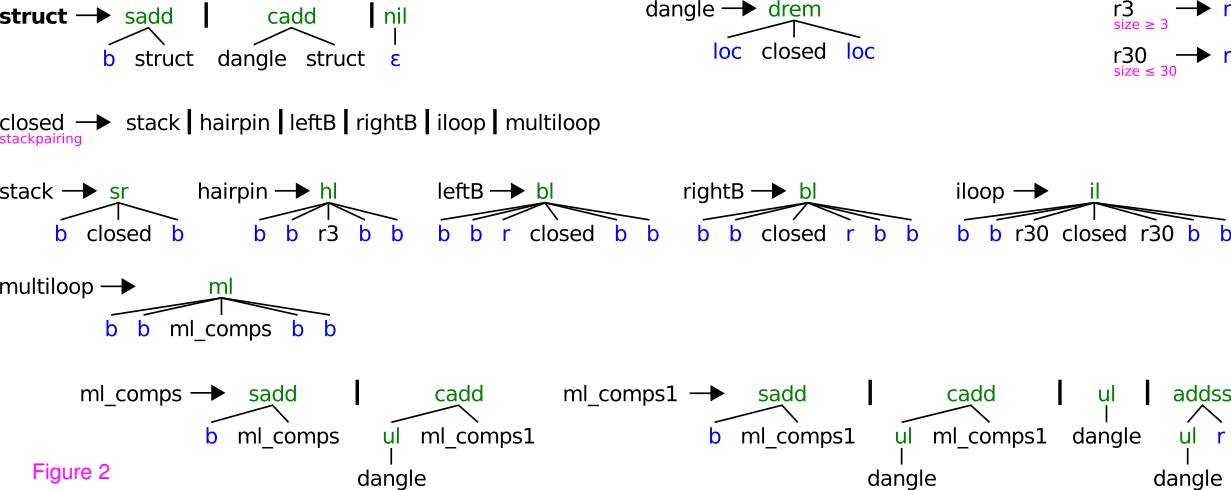 struct sadd | cadd | nil dangle drem r3 r
size ≥ 3
b struct dangle struct ε loc closed loc r30 r
size ≤ 30
closed stack | hairpin | leftB | rightB | iloop | multiloop
stackpairing
stack sr hairpin hl leftB bl rightB bl iloop il
b closed b b b r3 b b b b r closed b b b b closed r b b b b r30 closed r30 b b
multiloop ml
b b ml_comps b b
ml_comps sadd | cadd ml_comps1 sadd | cadd | ul | addss
b ml_comps ul ml_comps1 b ml_comps1 ul ml_comps1 dangle ul r
Figure 2 dangle dangle dangle